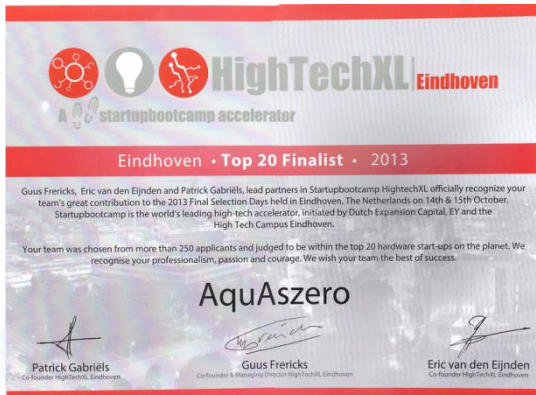 HighTechXL Eindhoven
A startupbootcamp accelerator
Eindhoven • Top 20 Finalist • 2013
Guus Frericks, Eric van den Eijnden and Patrick Gabriëls, lead partners in Startupbootcamp HightechXL officially recognize your
team's great contribution to the 2013 Final Selection Days held in Eindhoven, The Netherlands on 14th & 15th October.
Startupbootcamp is the world's leading high-tech accelerator, initiated by Dutch Expansion Capital, EY and the
High Tech Campus Eindhoven.
Your team was chosen from more than 250 applicants and judged to be within the top 20 hardware start-ups on the planet. We
recognise your professionalism, passion and courage. We wish your team the best of success.
AquAszero
Patrick Gabriëls
Co-founder HighTechXL Eindhoven
Guus Frericks
Co-founder & Managing Director HighTechXL Eindhoven
Eric van den Eijnden
Co-founder HighTechXL Eindhoven